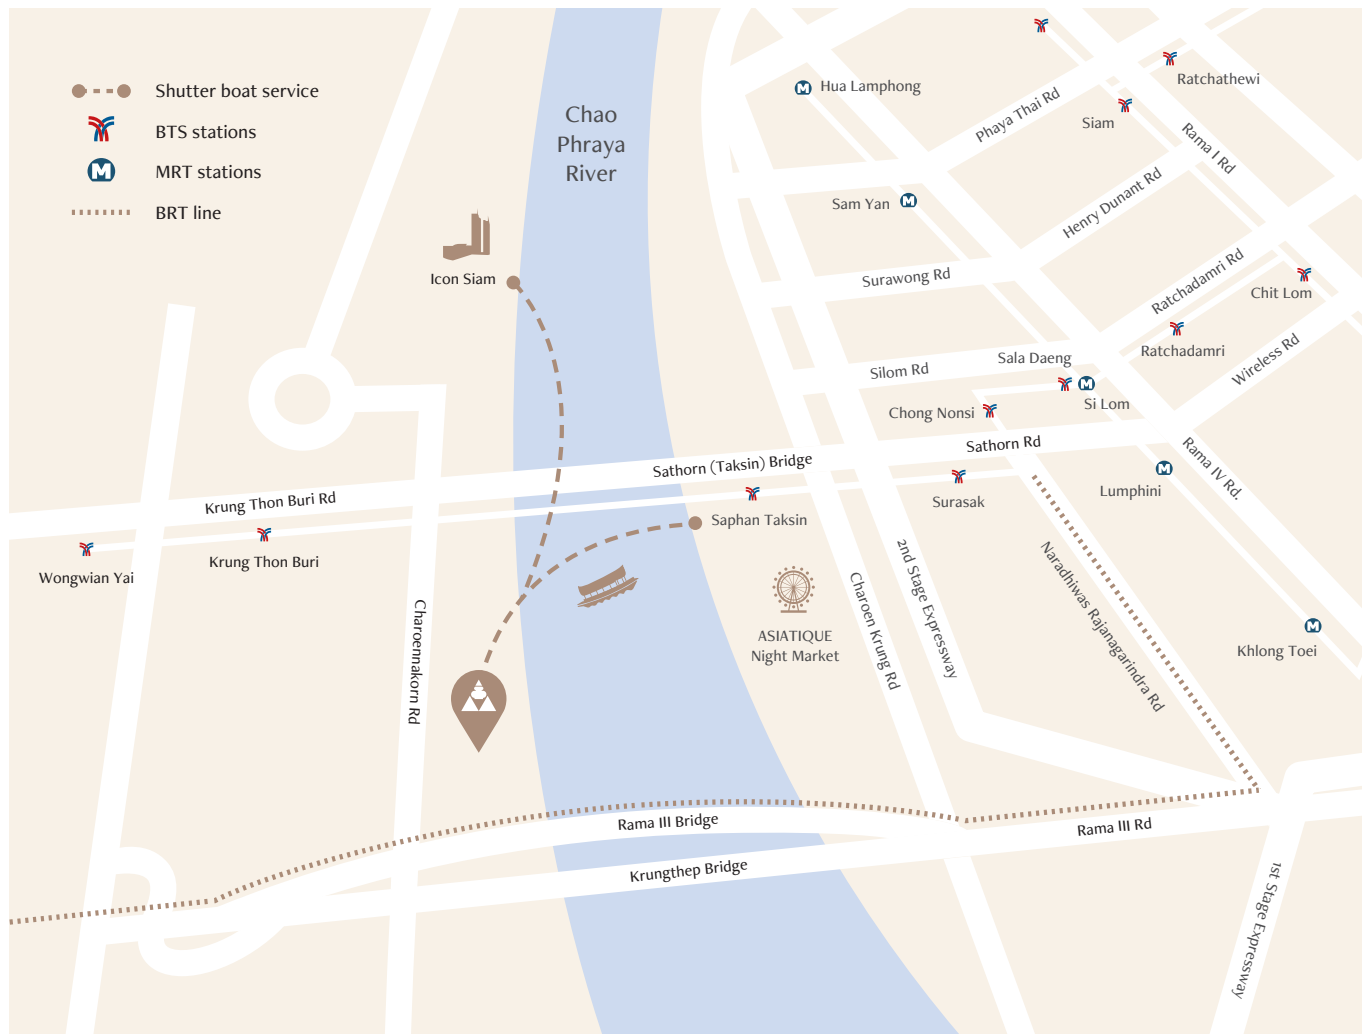 Shutter boat service
BTS stations
MRT stations
BRT line
Chao
Phraya
River
Icon Siam
M
Hua Lamphong
Ratchathewi
Siam
Phaya Thai Rd
Rama I Rd
Sam Yan
M
Henry Dunant Rd
Surawong Rd
Ratchadamri Rd
Chit Lom
Ratchadamri
Wireless Rd
Silom Rd
Sala Daeng
M
Si Lom
Chong Nonsi
Sathorn Rd
Sathorn (Taksin) Bridge
Krung Thon Buri Rd
Rama IV Rd.
M
Lumphini
Surasak
Saphan Taksin
Krung Thon Buri
Wongwian Yai
ASIATIQUE
Night Market
Charoennakorn Rd
Charoen Krung Rd
2nd Stage Expressway
Naradhiwas Rajanagarindra Rd
M
Khlong Toei
Rama III Bridge
Rama III Rd
Krungthep Bridge
1st Stage Expressway
M